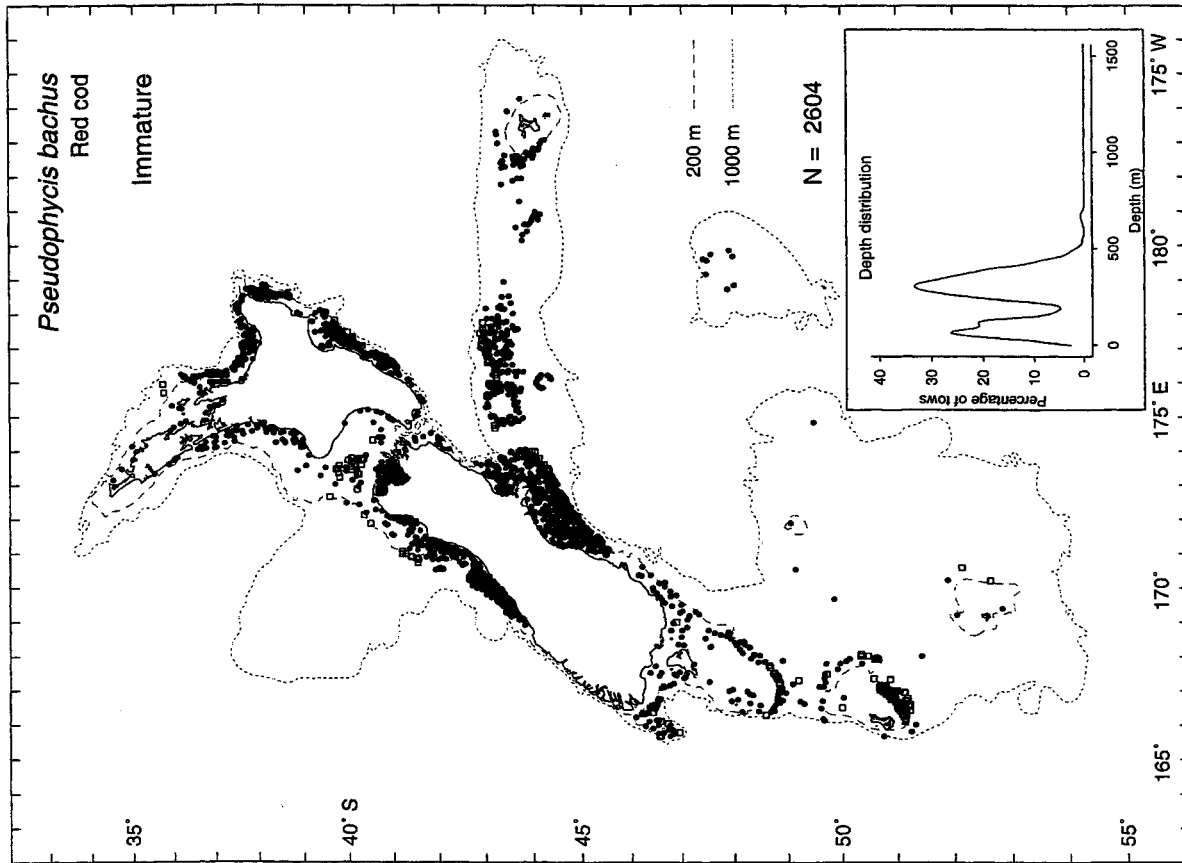 Pseudophycis bachus
Red cod
Immature
35°
40° S
45°
50°
55°
165°
170°
175° E
180°
175° W
200 m
1000 m
N = 2604
Depth distribution
Percentage of tows
40
30
20
10
0
0
500
1000
1500
Depth (m)